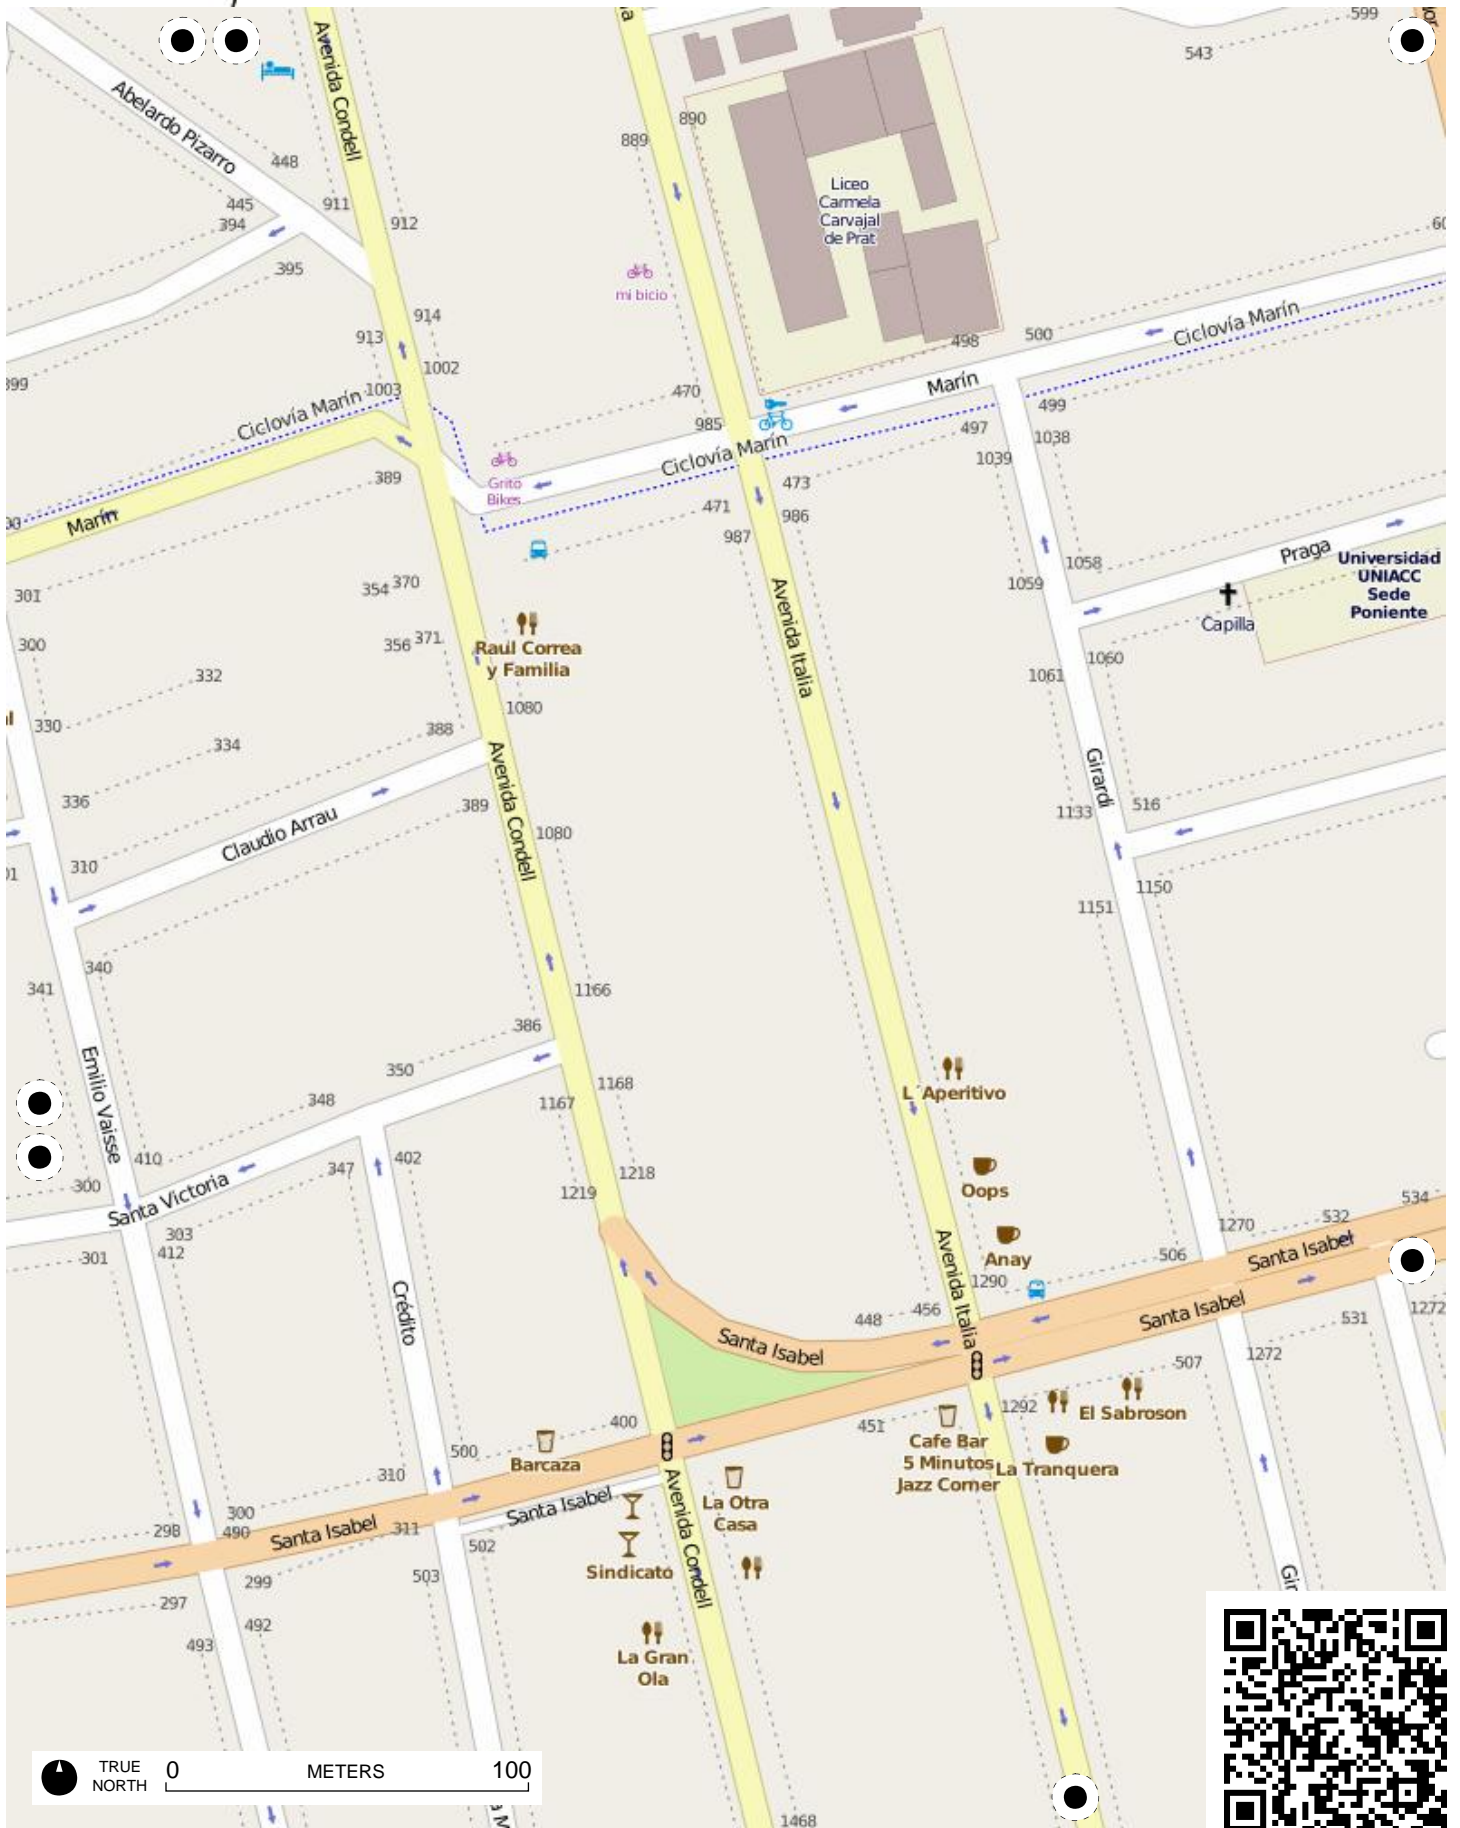 599
543
Avenida Condell
Abelardo Pizarro
890
889
448
Liceo
Carmela
Carvajal
de Prat
445
911
394
912
395
mi bicio
914
Ciclovía Marín
913
498
500
1002
Marín
1003
470
499
Ciclovía Marín
985
497
1038
Ciclovía Marín
1039
389
473
Grito
Bikes
471
986
Marín
987
Praga
Universidad
UNIACC
Sede
Poniente
1058
354
370
1059
301
Capilla
Avenida Italia
300
356
371
Raul Correa
y Familia
1060
332
1061
1080
330
388
334
Avenida Condell
Girardi
336
389
516
1133
Claudio Arrau
1080
310
1150
1151
340
341
1166
386
Emilio Vaisse
350
1168
L´Aperitivo
348
1167
410
402
347
1218
Oops
300
1219
534
Santa Victoria
532
1270
303
412
301
506
Santa Isabel
Avenida Italia
Anay
1290
Crédito
Santa Isabel
1272
456
448
531
Santa Isabel
507
1272
1292
El Sabroson
400
451
Cafe Bar
5 Minutos
Jazz Corner
La Tranquera
500
Barcaza
310
Santa Isabel
La Otra
Casa
300
490
298
Santa Isabel
311
502
Avenida Condell
Sindicato
503
299
297
492
493
La Gran
Ola
TRUE
NORTH
0 METERS 100
1468